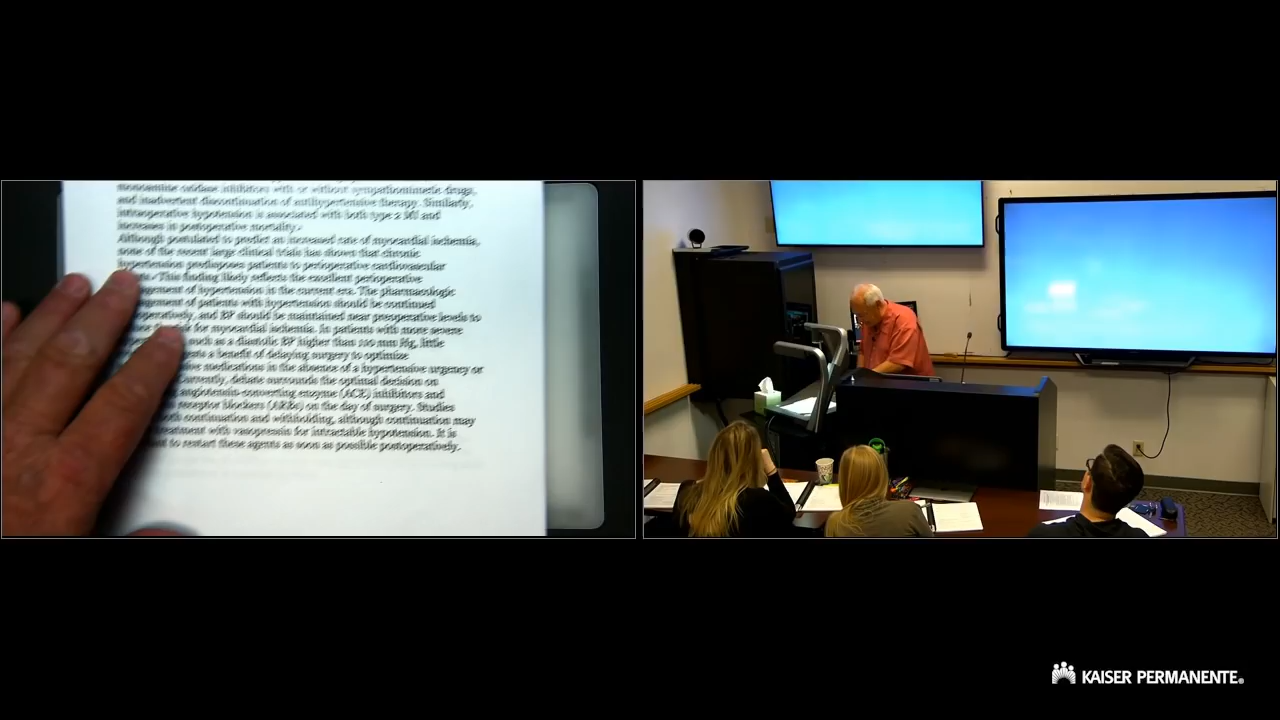 monoamine oxidase inhibitors with or without sympathomimetic drugs,
and inadvertent discontinuation of antihypertensive therapy. Similarly,
intraoperative hypotension is associated with both type 2 MI and
increases in postoperative mortality.
Although postulated to predict an increased rate of myocardial ischemia,
none of the recent large clinical trials has shown that chronic
hypertension predisposes patients to perioperative cardiovascular
This finding likely reflects the excellent perioperative
agement of hypertension in the current era. The pharmacologic
agement of patients with hypertension should be continued
operatively, and BP should be maintained near preoperative levels to
for myocardial ischemia. In patients with more severe
such as a diastolic BP higher than 110 mm Hg, little
a benefit of delaying surgery to optimize
medications in the absence of a hypertensive urgency or
Currently, debate surrounds the optimal decision on
angiotensin-converting enzyme (ACE) inhibitors and
receptor blockers (ARBs) on the day of surgery. Studies
continuation and withholding, although continuation may
treatment with vasopressin for intractable hypotension. It is
to restart these agents as soon as possible postoperatively.
KAISER PERMANENTE®